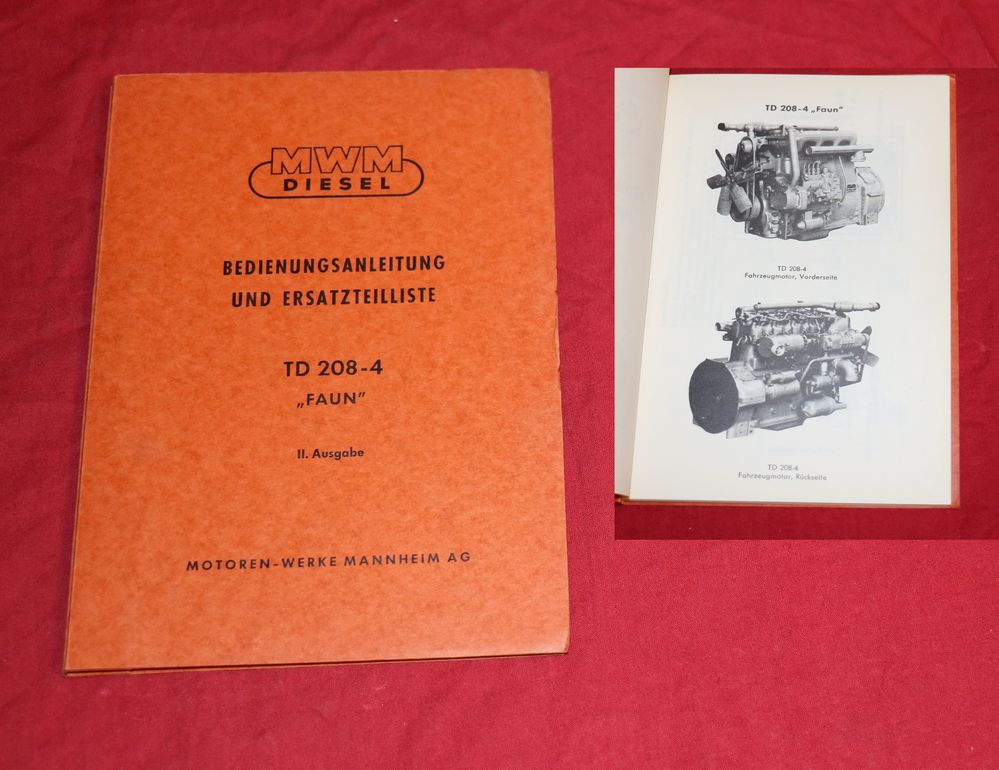 MWM
DIESEL
BEDIENUNGSANLEITUNG
UND ERSATZTEILLISTE
TD 208-4
„FAUN”
II. Ausgabe
MOTOREN-WERKE MANNHEIM AG
TD 208-4 „Faun”
TD 208-4
Fahrzeugmotor, Vorderseite
TD 208-4
Fahrzeugmotor, Rückseite